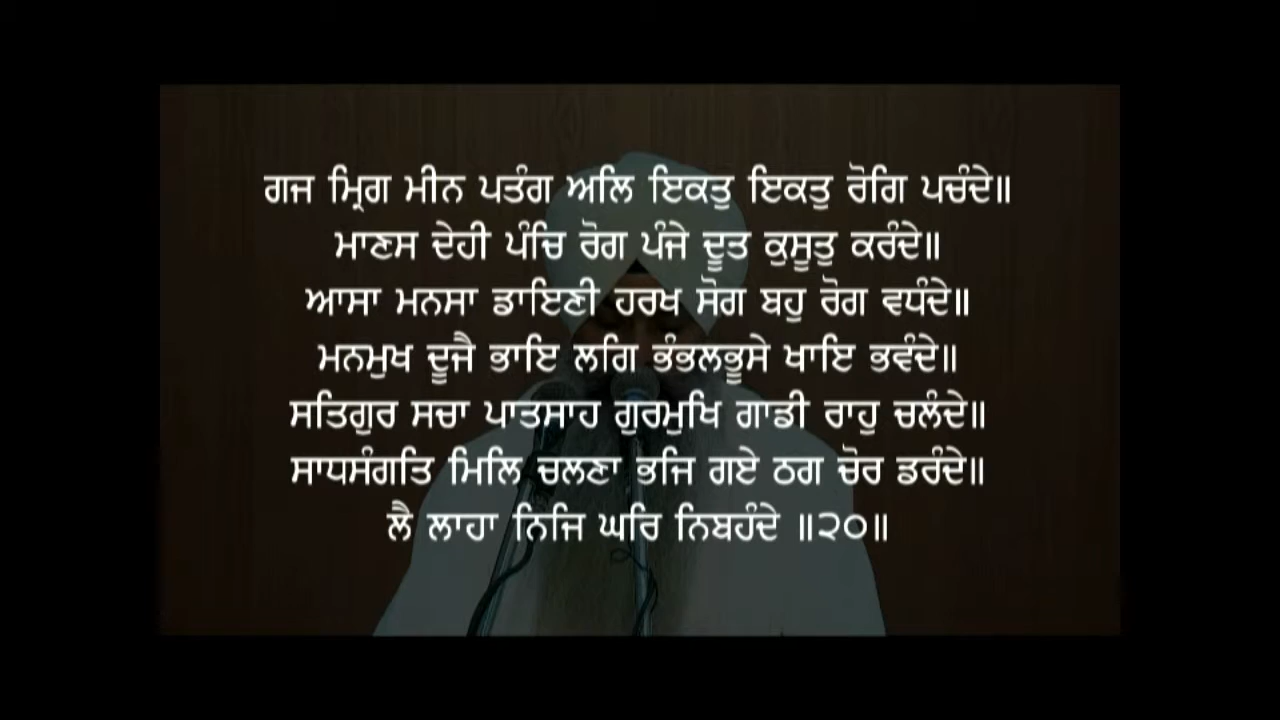 ਗਜ ਮ੍ਰਿਗ ਮੀਨ ਪਤੰਗ ਅਲਿ ਇਕਤੁ ਇਕਤੁ ਰੋਗਿ ਪਚੰਦੇ॥
ਮਾਣਸ ਦੇਹੀ ਪੰਚਿ ਰੋਗ ਪੰਜੇ ਦੂਤ ਕੁਸੂਤੁ ਕਰੰਦੇ॥
ਆਸਾ ਮਨਸਾ ਡਾਇਣੀ ਹਰਖ ਸੋਗ ਬਹੁ ਰੋਗ ਵਧੰਦੇ॥
ਮਨਮੁਖ ਦੂਜੈ ਭਾਇ ਲਗਿ ਭੰਭਲਭੂਸੇ ਖਾਇ ਭਵੰਦੇ॥
ਸਤਿਗੁਰ ਸਚਾ ਪਾਤਸਾਹ ਗੁਰਮੁਖਿ ਗਾਡੀ ਰਾਹੁ ਚਲੰਦੇ॥
ਸਾਧਸੰਗਤਿ ਮਿਲਿ ਚਲਣਾ ਭਜਿ ਗਏ ਠਗ ਚੋਰ ਡਰੰਦੇ॥
ਲੈ ਲਾਹਾ ਨਿਜਿ ਘਰਿ ਨਿਬਹੰਦੇ ॥੨੦॥